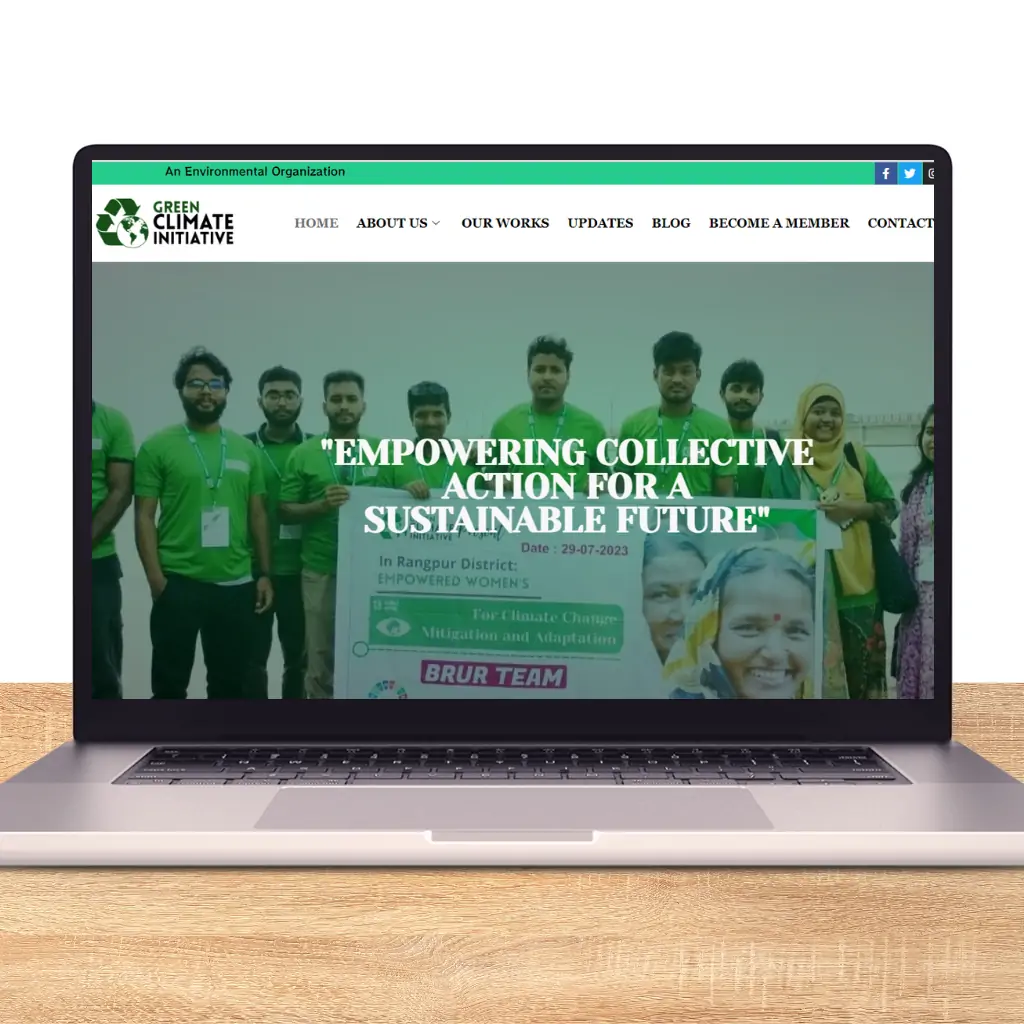 An Environmental Organization
GREEN
CLIMATE
INITIATIVE
HOME ABOUT US OUR WORKS UPDATES BLOG BECOME A MEMBER CONTACT
"EMPOWERING COLLECTIVE
ACTION FOR A
SUSTAINABLE FUTURE"
INITIATIVE
Date : 29-07-2023
In Rangpur District:
EMPOWERED WOMEN'S
For Climate Change
Mitigation and Adaptation
BRUR TEAM